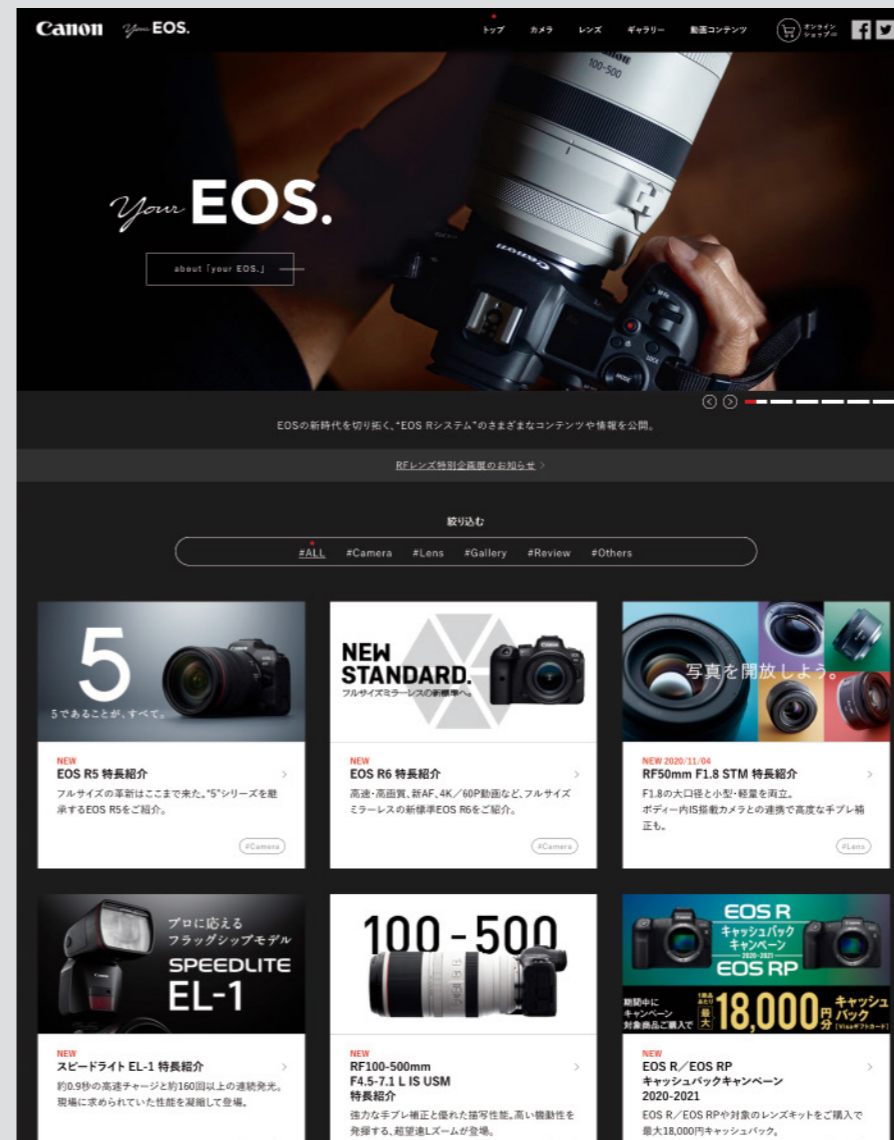 Canon
Your EOS.
トップ
カメラ
レンズ
ギャラリー
動画コンテンツ
オンライン
ショップ
Canon
100-500
Canon
LOCK
MODE
Your EOS.
about「your EOS.」
EOSの新時代を切り拓く、“EOS Rシステム”のさまざまなコンテンツや情報を公開。
RFレンズ特別企画展のお知らせ
絞り込む
#ALL
#Camera
#Lens
#Gallery
#Review
#Others
5
5であることが、すべて。
NEW
EOS R5 特長紹介
フルサイズの革新はここまで来た。“5”シリーズを継
承するEOS R5をご紹介。
#Camera
NEW
STANDARD.
フルサイズミラーレスの新標準へ。
NEW
EOS R6 特長紹介
高速・高画質、新AF、4K／60P動画など、フルサイズ
ミラーレスの新標準EOS R6をご紹介。
#Camera
写真を開放しよう。
NEW 2020/11/04
RF50mm F1.8 STM 特長紹介
F1.8の大口径と小型・軽量を両立。
ボディー内IS搭載カメラとの連携で高度な手ブレ補
正も。
#Lens
プロに応える
フラッグシップモデル
SPEEDLITE
EL-1
NEW
スピードライト EL-1 特長紹介
約0.9秒の高速チャージと約160回以上の連続発光。
現場に求められていた性能を凝縮して登場。
100-500
NEW
RF100-500mm
F4.5-7.1 L IS USM
特長紹介
強力な手ブレ補正と優れた描写性能。高い機動性を
発揮する、超望遠Lズームが登場。
EOS R
キャッシュバック
キャンペーン
2020-2021
EOS RP
期間中に
キャンペーン
対象商品ご購入で
1商品あたり
最大
18,000円分
キャッシュ
バック
[Visaギフトカード]
NEW
EOS R／EOS RP
キャッシュバックキャンペーン
2020-2021
EOS R／EOS RPや対象のレンズキットをご購入で
最大18,000円キャッシュバック。